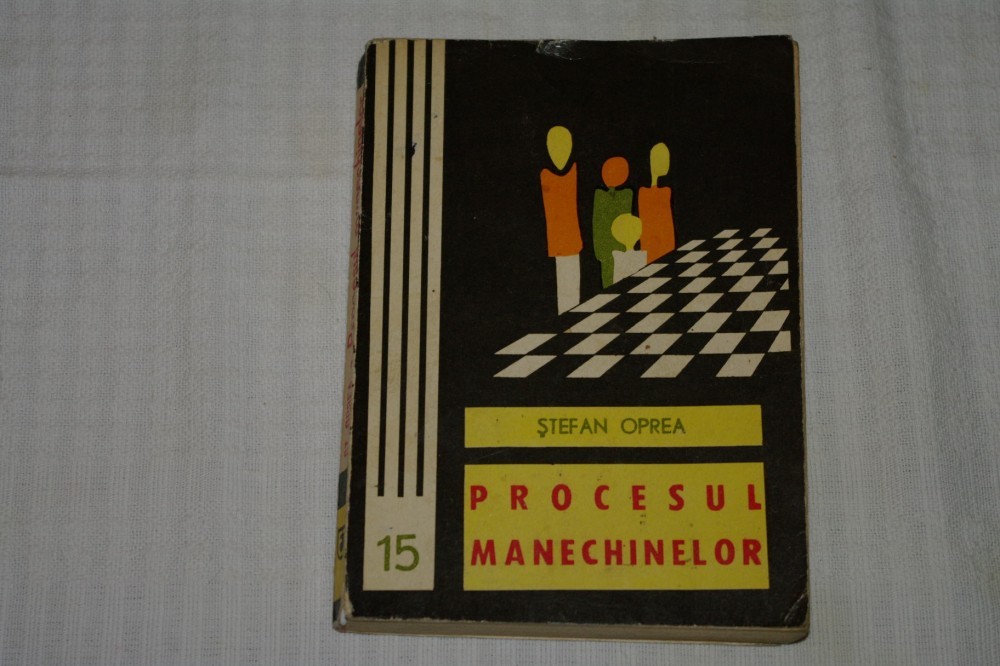 ŞTEFAN OPREA
PROCESUL
MANECHINELOR
15